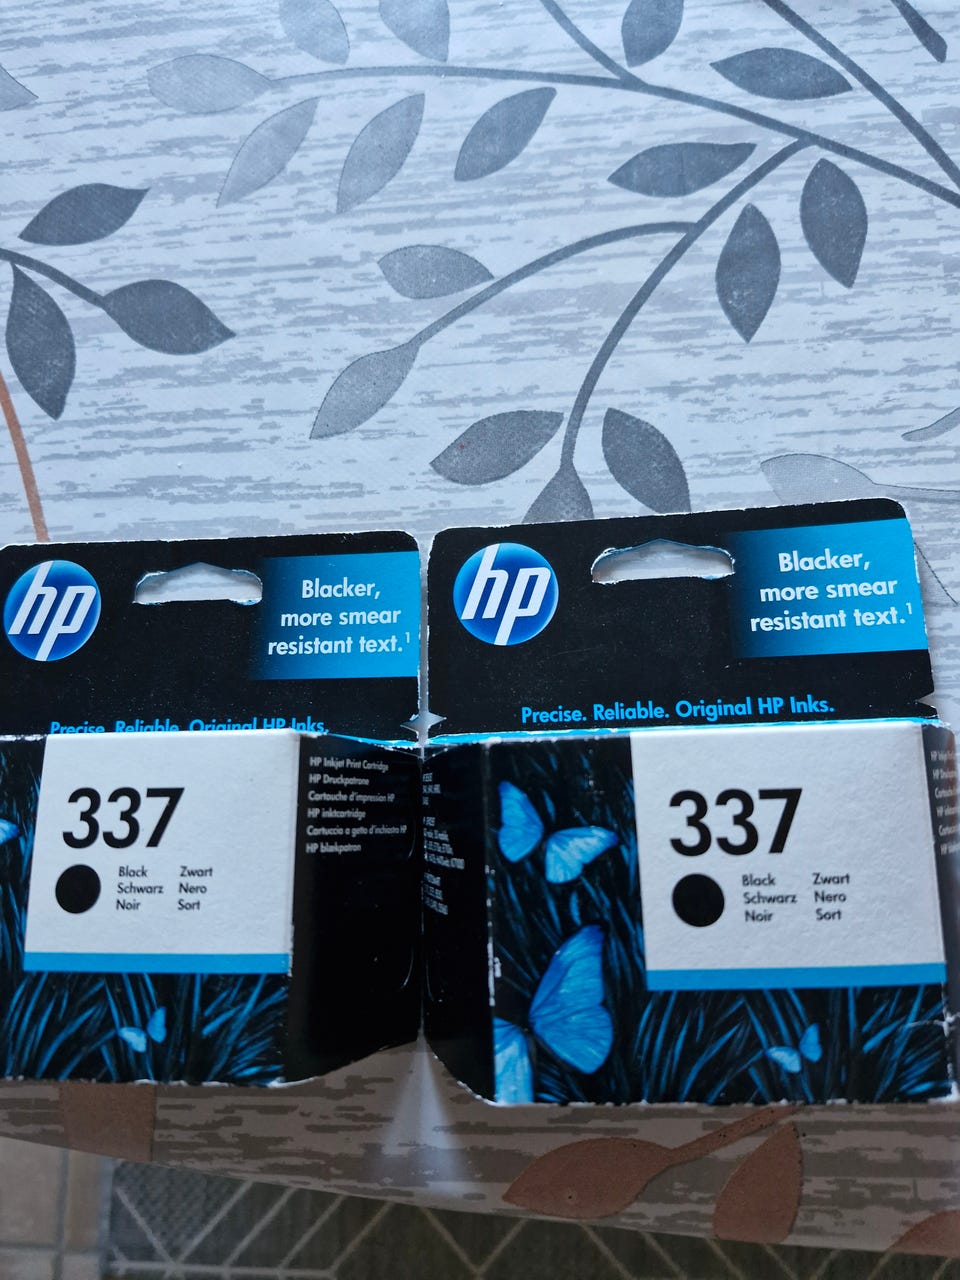 hp
Blacker,
more smear
resistant text.1
Precise. Reliable. Original HP Inks.
337
Black Zwart
Schwarz Nero
Noir Sort
HP Inkjet Print Cartridge
HP Druckpatrone
Cartouche d'impression HP
HP inktcartridge
Cartuccia a getto d'inchiostro HP
HP blækpatron
hp
Blacker,
more smear
resistant text.1
Precise. Reliable. Original HP Inks.
337
Black Zwart
Schwarz Nero
Noir Sort